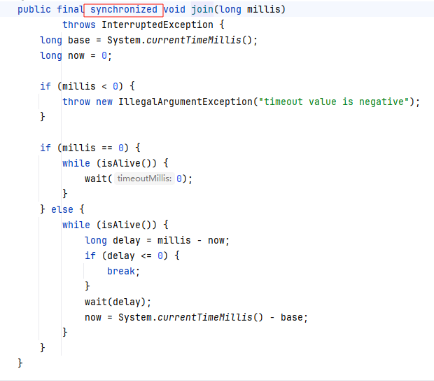 public final synchronized void join(long millis)
        throws InterruptedException {
    long base = System.currentTimeMillis();
    long now = 0;

    if (millis < 0) {
        throw new IllegalArgumentException("timeout value is negative");
    }

    if (millis == 0) {
        while (isAlive()) {
            wait( timeoutMillis: 0);
        }
    } else {
        while (isAlive()) {
            long delay = millis - now;
            if (delay <= 0) {
                break;
            }
            wait(delay);
            now = System.currentTimeMillis() - base;
        }
    }
}